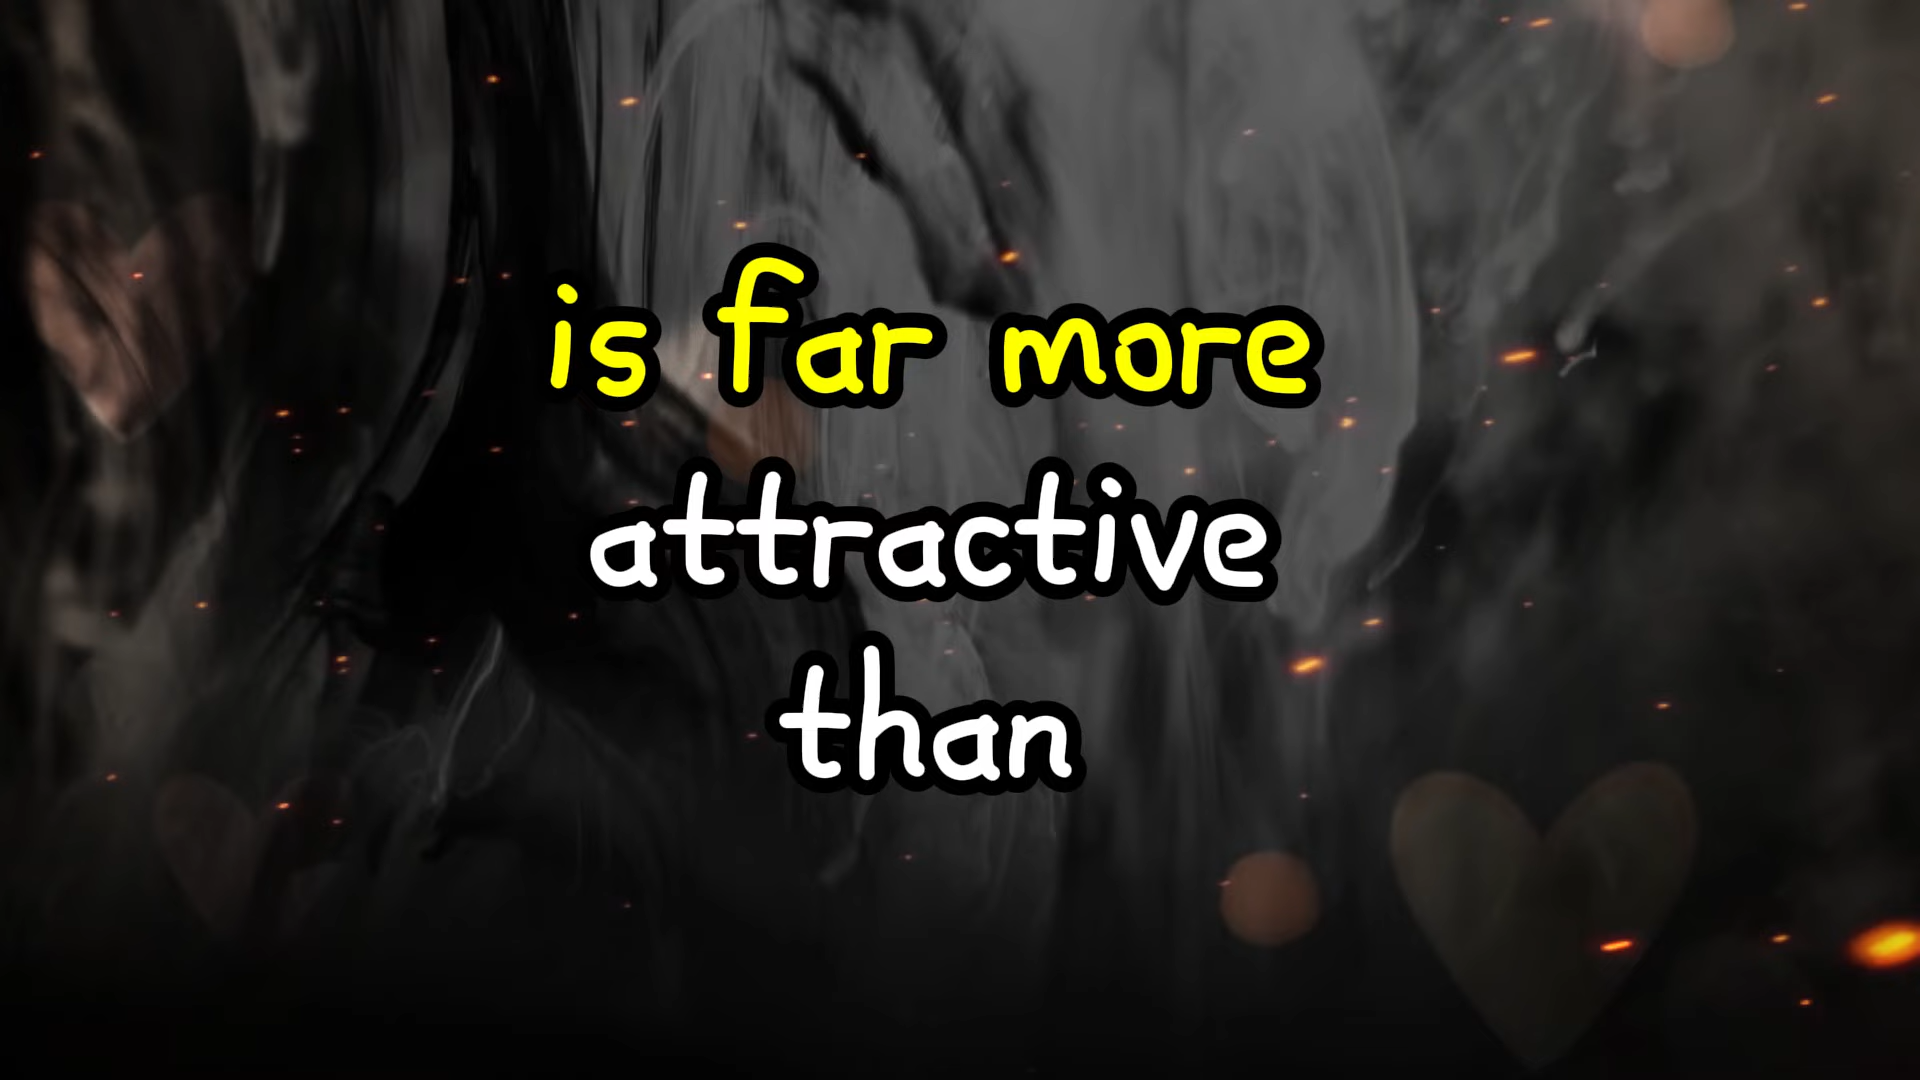 is far more
attractive
than